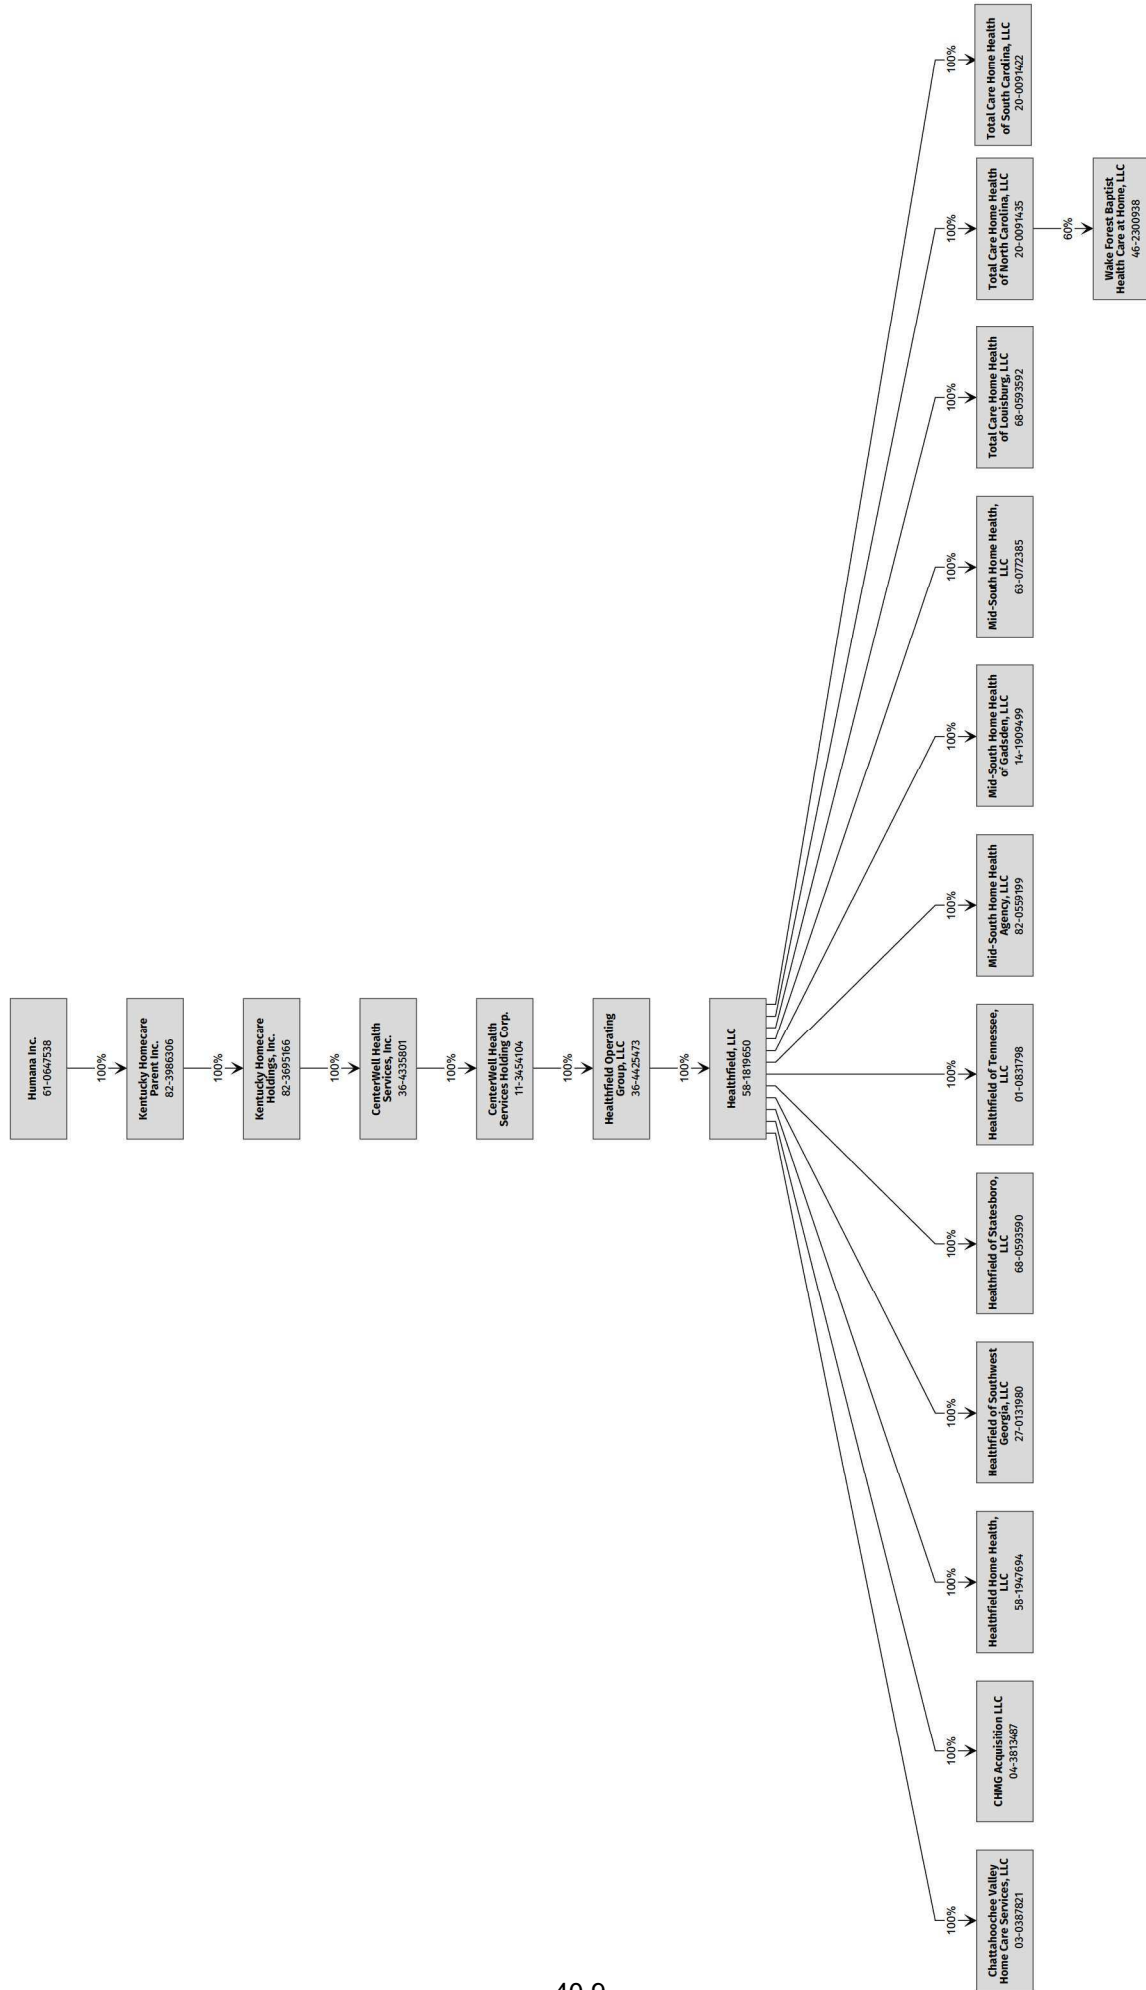 Humana Inc.
61-0647538
100%
Kentucky Homecare
Parent Inc.
82-3986306
100%
Kentucky Homecare
Holdings, Inc.
82-3695166
100%
CenterWell Health
Services, Inc.
36-4335801
100%
CenterWell Health
Services Holding Corp.
11-3454104
100%
Healthfield Operating
Group, LLC
36-4425473
100%
Healthfield, LLC
58-1819650
100%
Chattahoochee Valley
Home Care Services, LLC
03-0387821
100%
CHMG Acquisition LLC
04-3813487
100%
Healthfield Home Health,
LLC
58-1947694
100%
Healthfield of Southwest
Georgia, LLC
27-0131980
100%
Healthfield of Statesboro,
LLC
68-0593590
100%
Healthfield of Tennessee,
LLC
01-0831798
100%
Mid-South Home Health
Agency, LLC
82-0559199
100%
Mid-South Home Health
of Gadsden, LLC
14-1909499
100%
Mid-South Home Health,
LLC
63-0772385
100%
Total Care Home Health
of Louisburg, LLC
68-0593592
100%
Total Care Home Health
of North Carolina, LLC
20-0091435
100%
Total Care Home Health
of South Carolina, LLC
20-0091422
60%
Wake Forest Baptist
Health Care at Home, LLC
46-2300938